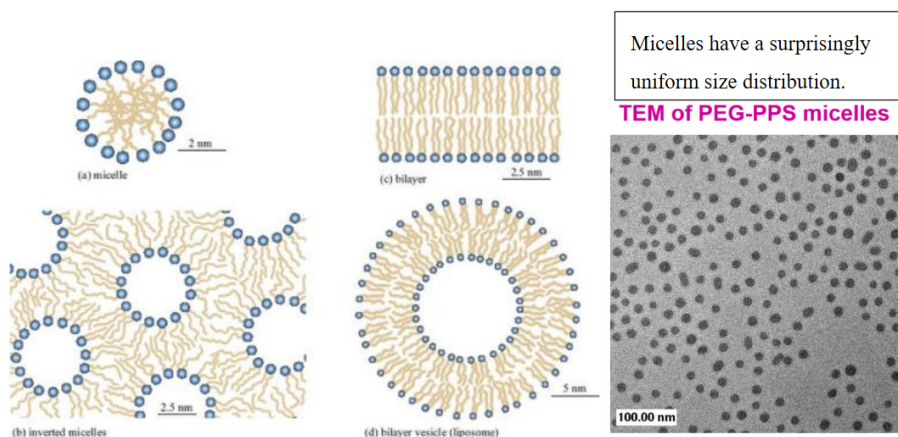 2 nm
(a) micelle
2.5 nm
(c) bilayer
2.5 nm
(b) inverted micelles
5 nm
(d) bilayer vesicle (liposome)
Micelles have a surprisingly
uniform size distribution.
TEM of PEG-PPS micelles
100.00 nm